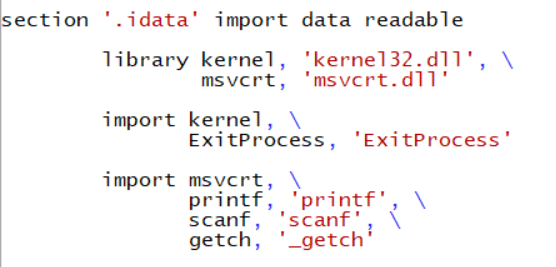 section '.idata' import data readable
library kernel, 'kernel32.dll', \
msvcrt, 'msvcrt.dll'
import kernel, \
ExitProcess, 'ExitProcess'
import msvcrt, \
printf, 'printf', \
scanf, 'scanf', \
getch, '_getch'